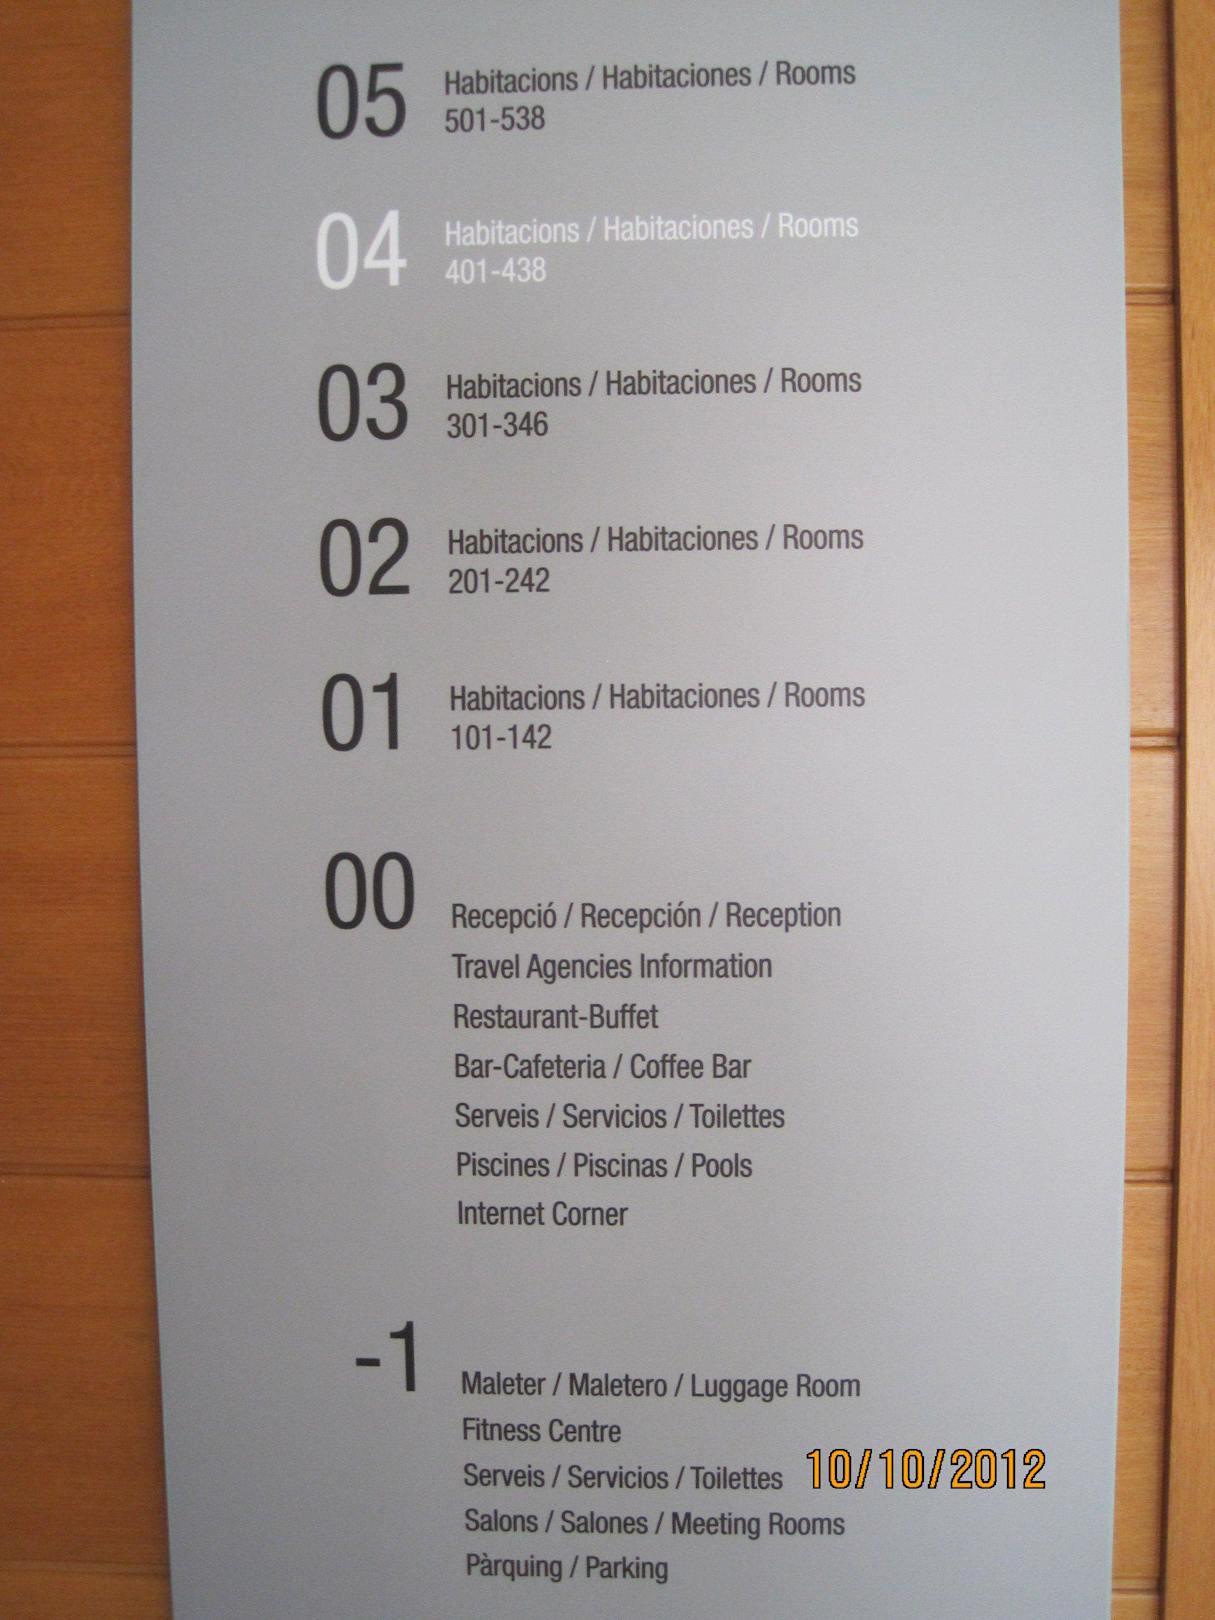 05 Habitacions / Habitaciones / Rooms
501-538
04 Habitacions / Habitaciones / Rooms
401-438
03 Habitacions / Habitaciones / Rooms
301-346
02 Habitacions / Habitaciones / Rooms
201-242
01 Habitacions / Habitaciones / Rooms
101-142
00
Recepció / Recepción / Reception
Travel Agencies Information
Restaurant-Buffet
Bar-Cafeteria / Coffee Bar
Serveis / Servicios / Toilettes
Piscines / Piscinas / Pools
Internet Corner
-1
Maleter / Maletero / Luggage Room
Fitness Centre
Serveis / Servicios / Toilettes
Salons / Salones / Meeting Rooms
Pàrquing / Parking
10/10/2012